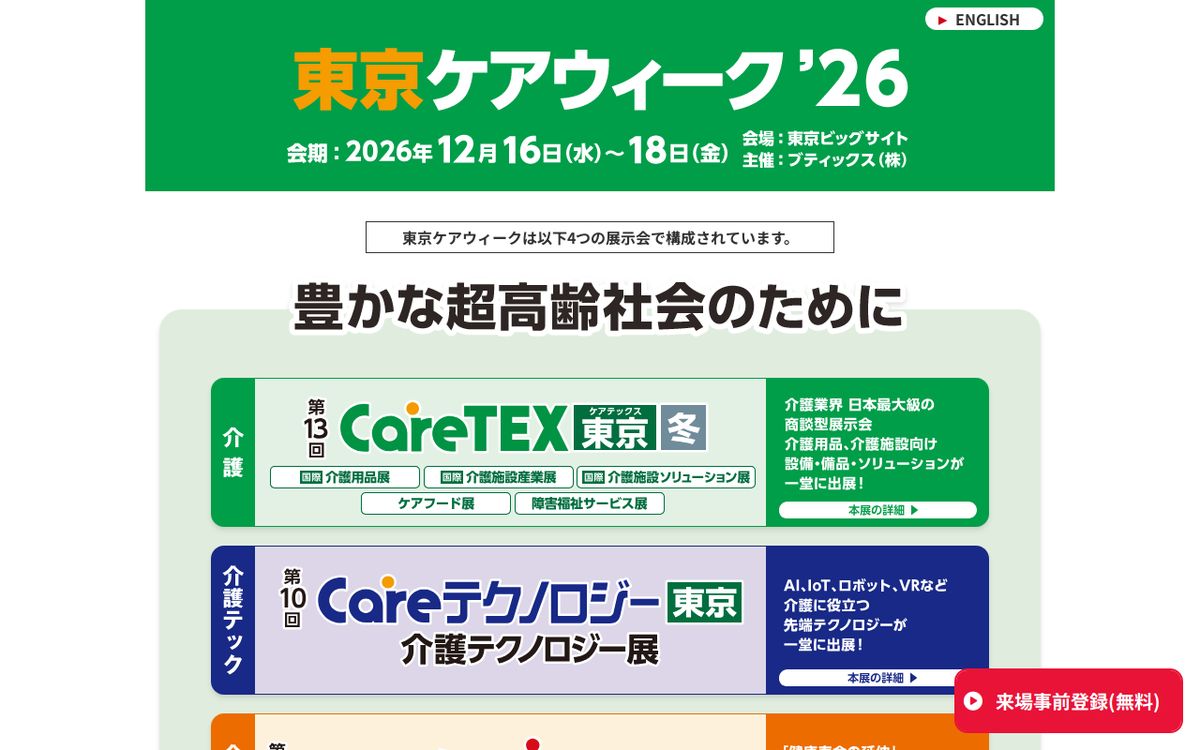 ENGLISH
東京ケアウィーク ’26
会期：2026年12月16日(水)～18日(金)
会場：東京ビッグサイト
主催：ブティックス(株)
東京ケアウィークは以下4つの展示会で構成されています。
豊かな超高齢社会のために
介護
第13回
CareTEX ケアテックス 東京 冬
国際 介護用品展
国際 介護施設産業展
国際 介護施設ソリューション展
ケアフード展
障害福祉サービス展
介護業界 日本最大級の
商談型展示会
介護用品、介護施設向け
設備・備品・ソリューションが
一堂に出展！
本展の詳細
介護テック
第10回
Careテクノロジー 東京
介護テクノロジー展
AI、IoT、ロボット、VRなど
介護に役立つ
先端テクノロジーが
一堂に出展！
本展の詳細
来場事前登録(無料)